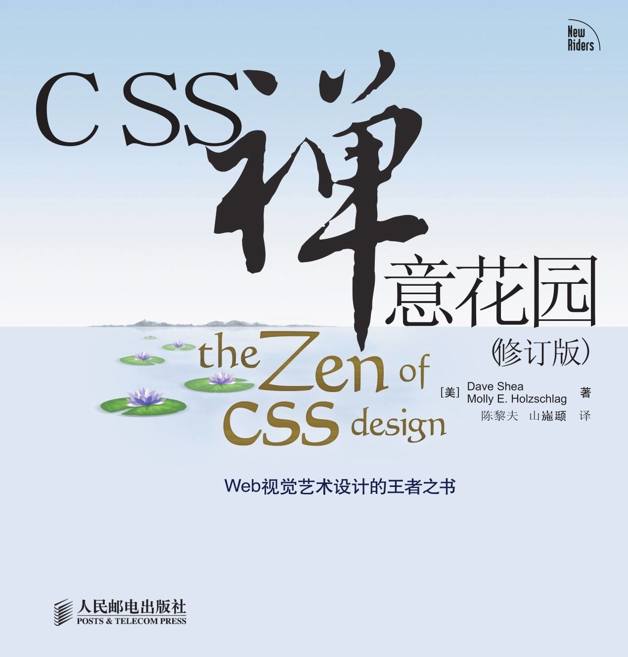 New
Riders
CSS禅
意花园
(修订版)
the Zen of
CSS design
[美] Dave Shea
Molly E. Holzschlag 著
陈黎夫 山崺颋 译
Web视觉艺术设计的王者之书
人民邮电出版社
POSTS & TELECOM PRESS